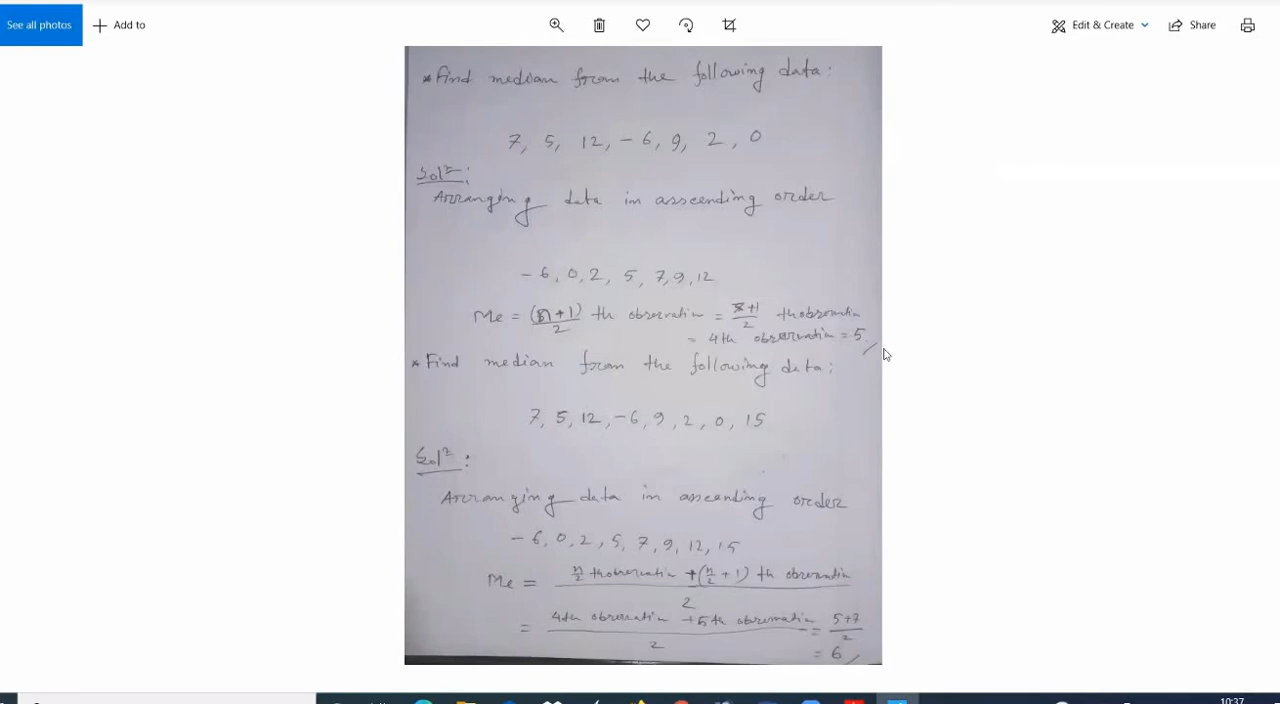 See all photos
Add to
Edit & Create
Share
* Find median from the following data:
7, 5, 12, -6, 9, 2, 0
Solⁿ:
Arranging data in asscending order
-6, 0, 2, 5, 7, 9, 12
Me = (n+1)/2 th observation = +1/2 th observation
= 4th observation = 5
* Find median from the following data:
7, 5, 12, -6, 9, 2, 0, 15
Solⁿ:
Arranging data in ascending order
-6, 0, 2, 5, 7, 9, 12, 15
Me = n/2 th observation + (n/2 + 1) th observation
2
= 4th observation + 5th observation / 2 = 5+7 / 2
= 6
10:37